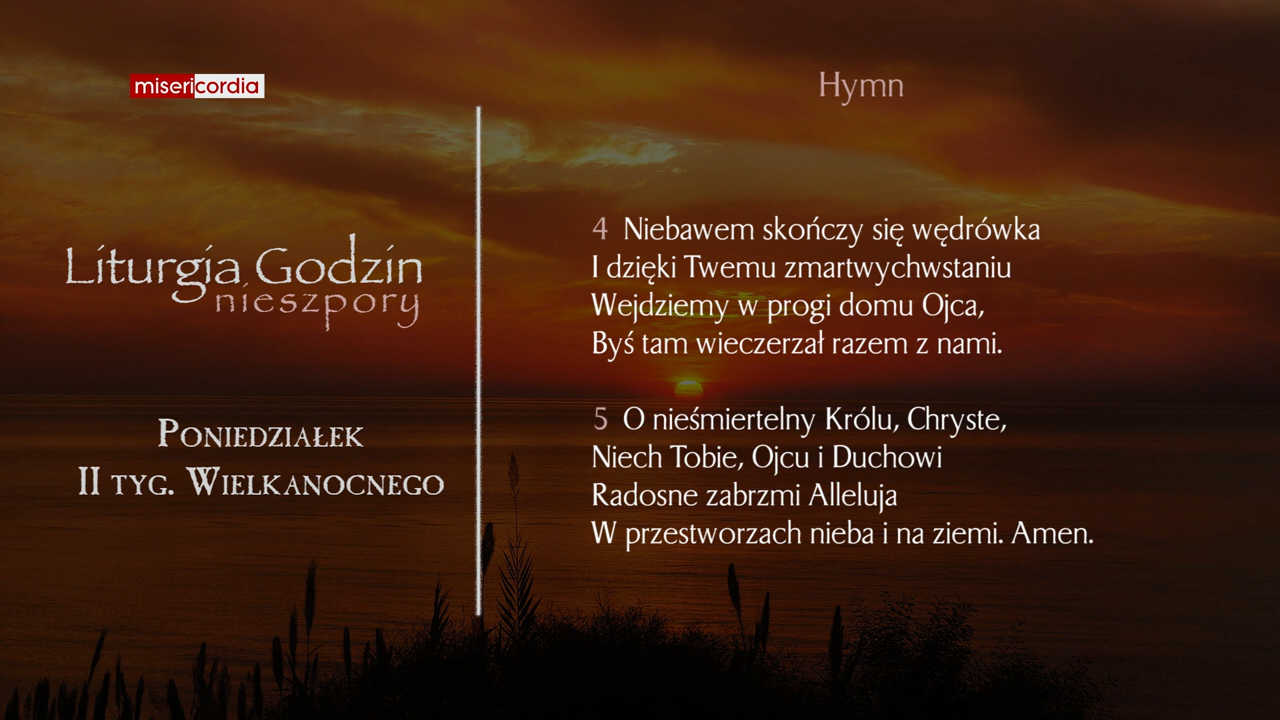 misericordia
Liturgia Godzin
nieszpory
Poniedziałek
II tyg. Wielkanocnego
Hymn
4 Niebawem skończy się wędrówka
I dzięki Twemu zmartwychwstaniu
Wejdziemy w progi domu Ojca,
Byś tam wieczerzał razem z nami.
5 O nieśmiertelny Królu, Chryste,
Niech Tobie, Ojcu i Duchowi
Radosne zabrzmi Alleluja
W przestworzach nieba i na ziemi. Amen.